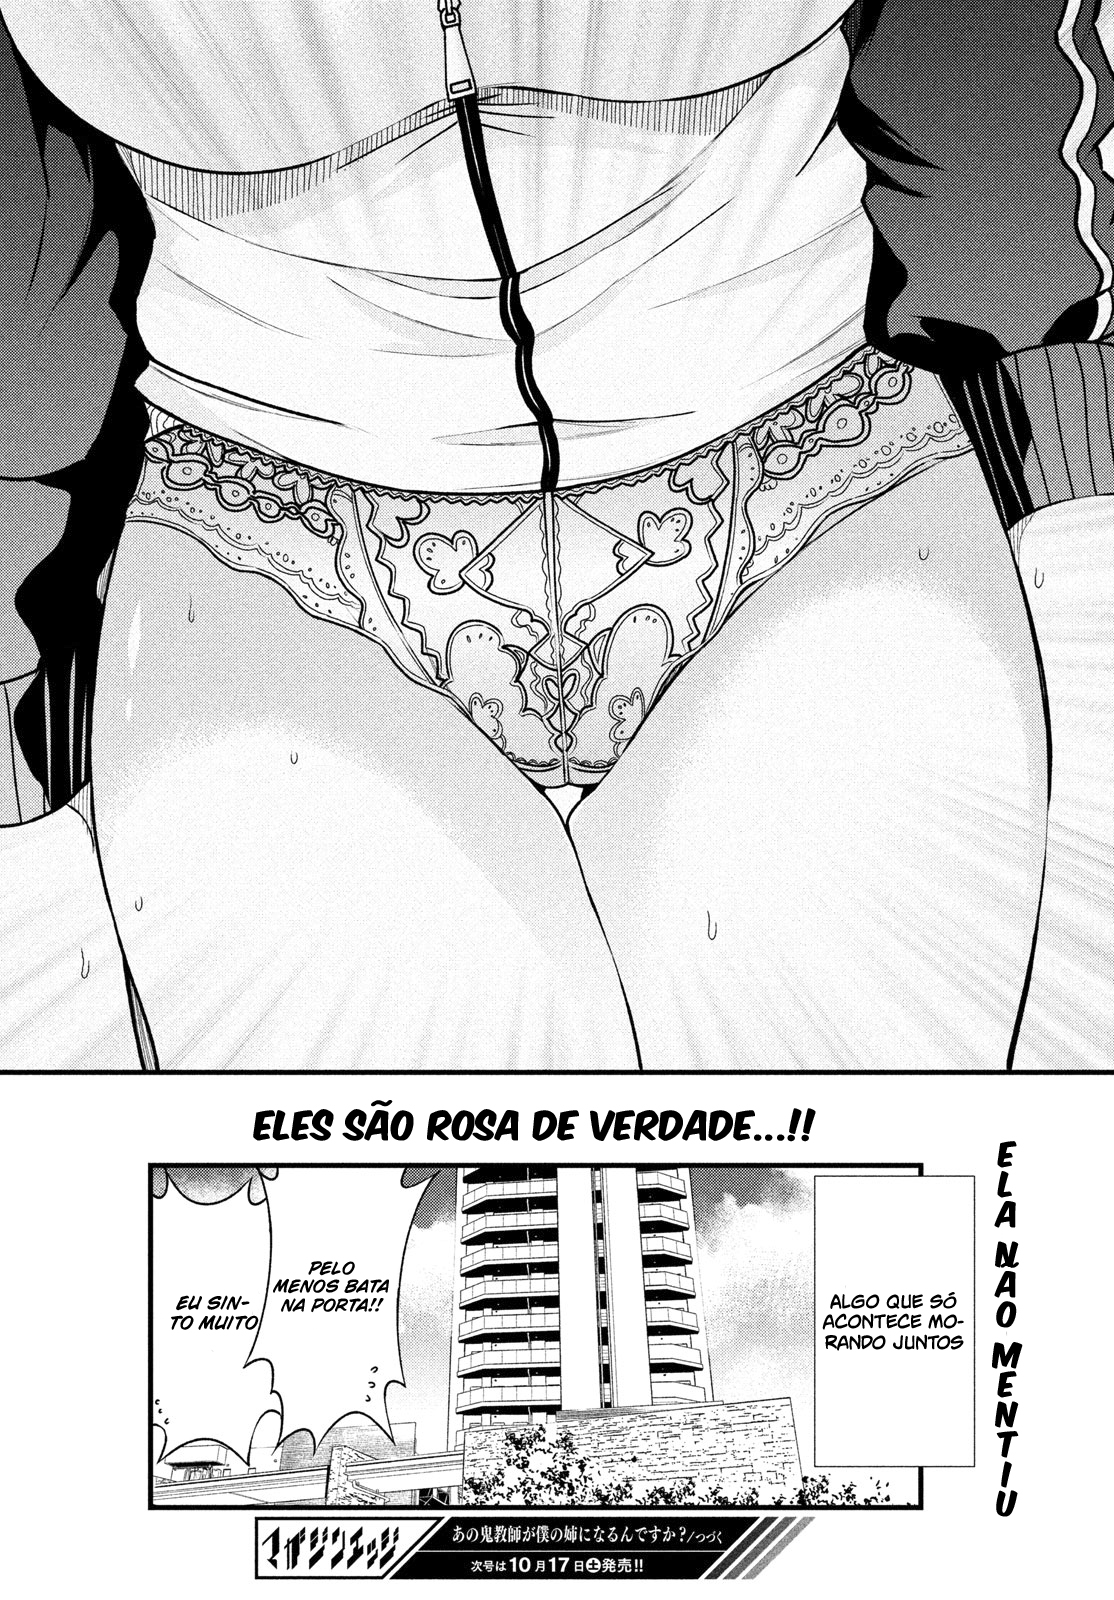 ELES SÃO ROSA DE VERDADE...!!
ELA NÃO MENTIU
ALGO QUE SÓ
ACONTECE MO-
RANDO JUNTOS
PELO
MENOS BATA
NA PORTA!!
EU SIN-
TO MUITO
マガジンエッジ
あの鬼教師が僕の姉になるんですか?/つづく
次号は10月17日㊏発売!!